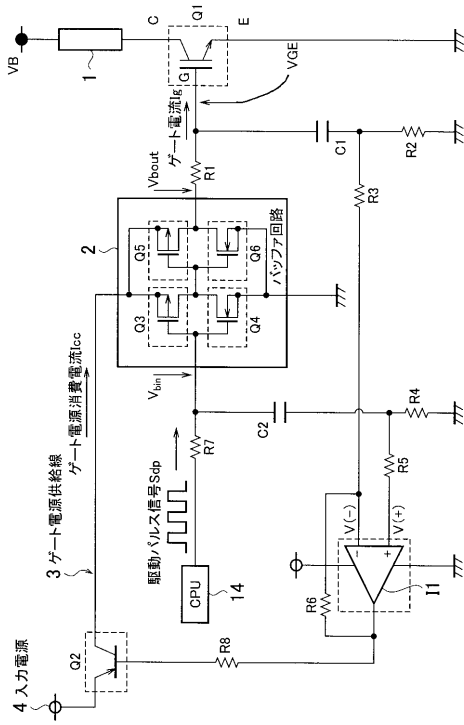 4 入力電源
Q2
3 ゲート電源供給線
ゲート電源消費電流Icc
R8
CPU
14
駆動パルス信号Sdp
R7
Vbin
C2
R4
R5
V(+)
V(-)
R6
-
+
I1
2
Q3
Q5
Q4
Q6
バッファ回路
Vbout
R1
ゲート電流Ig
VGE
C1
R3
R2
VB
1
C
Q1
G
E